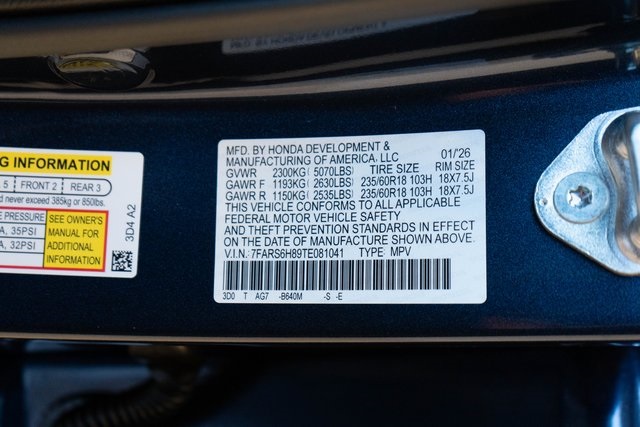 G INFORMATION
5 FRONT 2 REAR 3
d never exceed 385kg or 850lbs.
E PRESSURE
A, 35PSI
A, 32PSI
SEE OWNER'S
MANUAL FOR
ADDITIONAL
INFORMATION
3D4 A2
MFD. BY HONDA DEVELOPMENT &
MANUFACTURING OF AMERICA, LLC 01/26
GVWR 2300KG( 5070LBS) TIRE SIZE RIM SIZE
GAWR F 1193KG( 2630LBS) 235/60R18 103H 18X7.5J
GAWR R 1150KG( 2535LBS) 235/60R18 103H 18X7.5J
THIS VEHICLE CONFORMS TO ALL APPLICABLE
FEDERAL MOTOR VEHICLE SAFETY
AND THEFT PREVENTION STANDARDS IN EFFECT
ON THE DATE OF MANUFACTURE SHOWN ABOVE.
V.I.N.: 7FARS6H89TE081041 TYPE: MPV
3D0 T AG7 -B640M -S -E